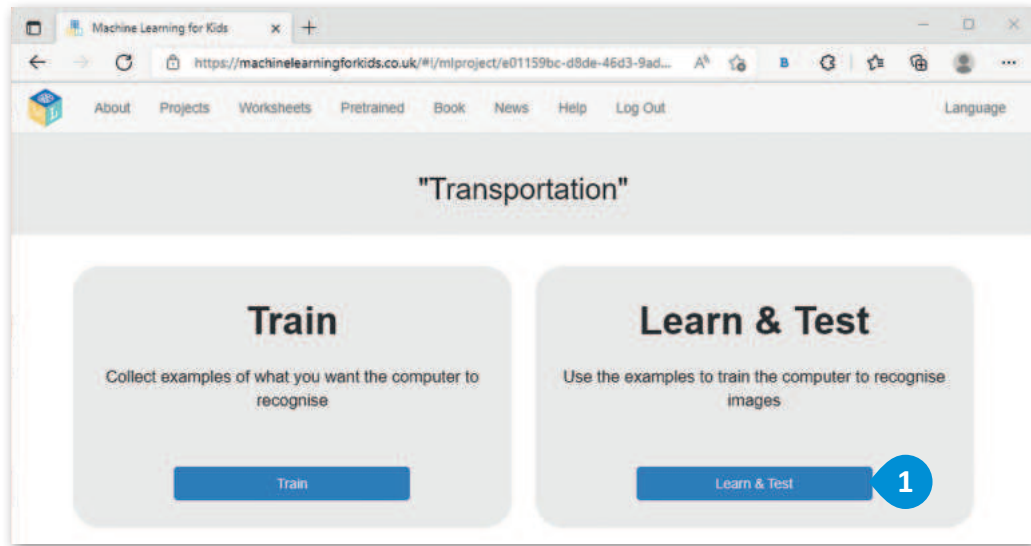 Machine Learning for Kids
https://machinelearningforkids.co.uk/#!/mlproject/e01159bc-d8de-46d3-9ad...
About Projects Worksheets Pretrained Book News Help Log Out Language
"Transportation"
Train
Collect examples of what you want the computer to
recognise
Train
Learn & Test
Use the examples to train the computer to recognise
images
Learn & Test
1